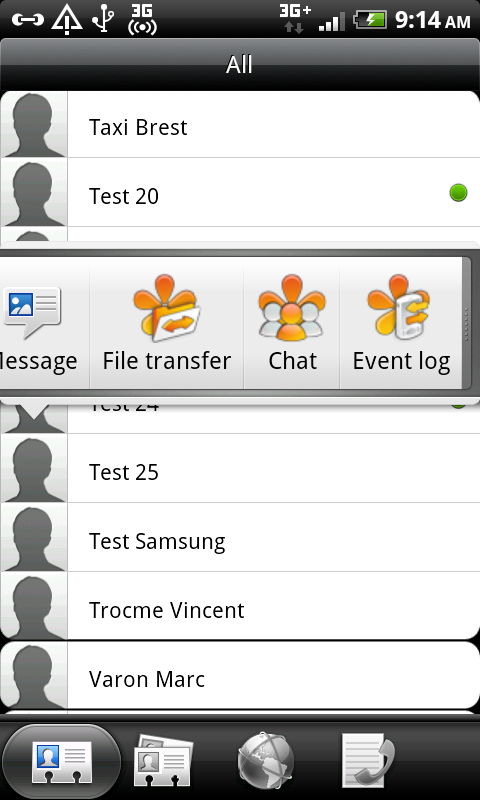 3G 3G+ 9:14 AM
All
Taxi Brest
Test 20
Message File transfer Chat Event log
Test 24
Test 25
Test Samsung
Trocme Vincent
Varon Marc